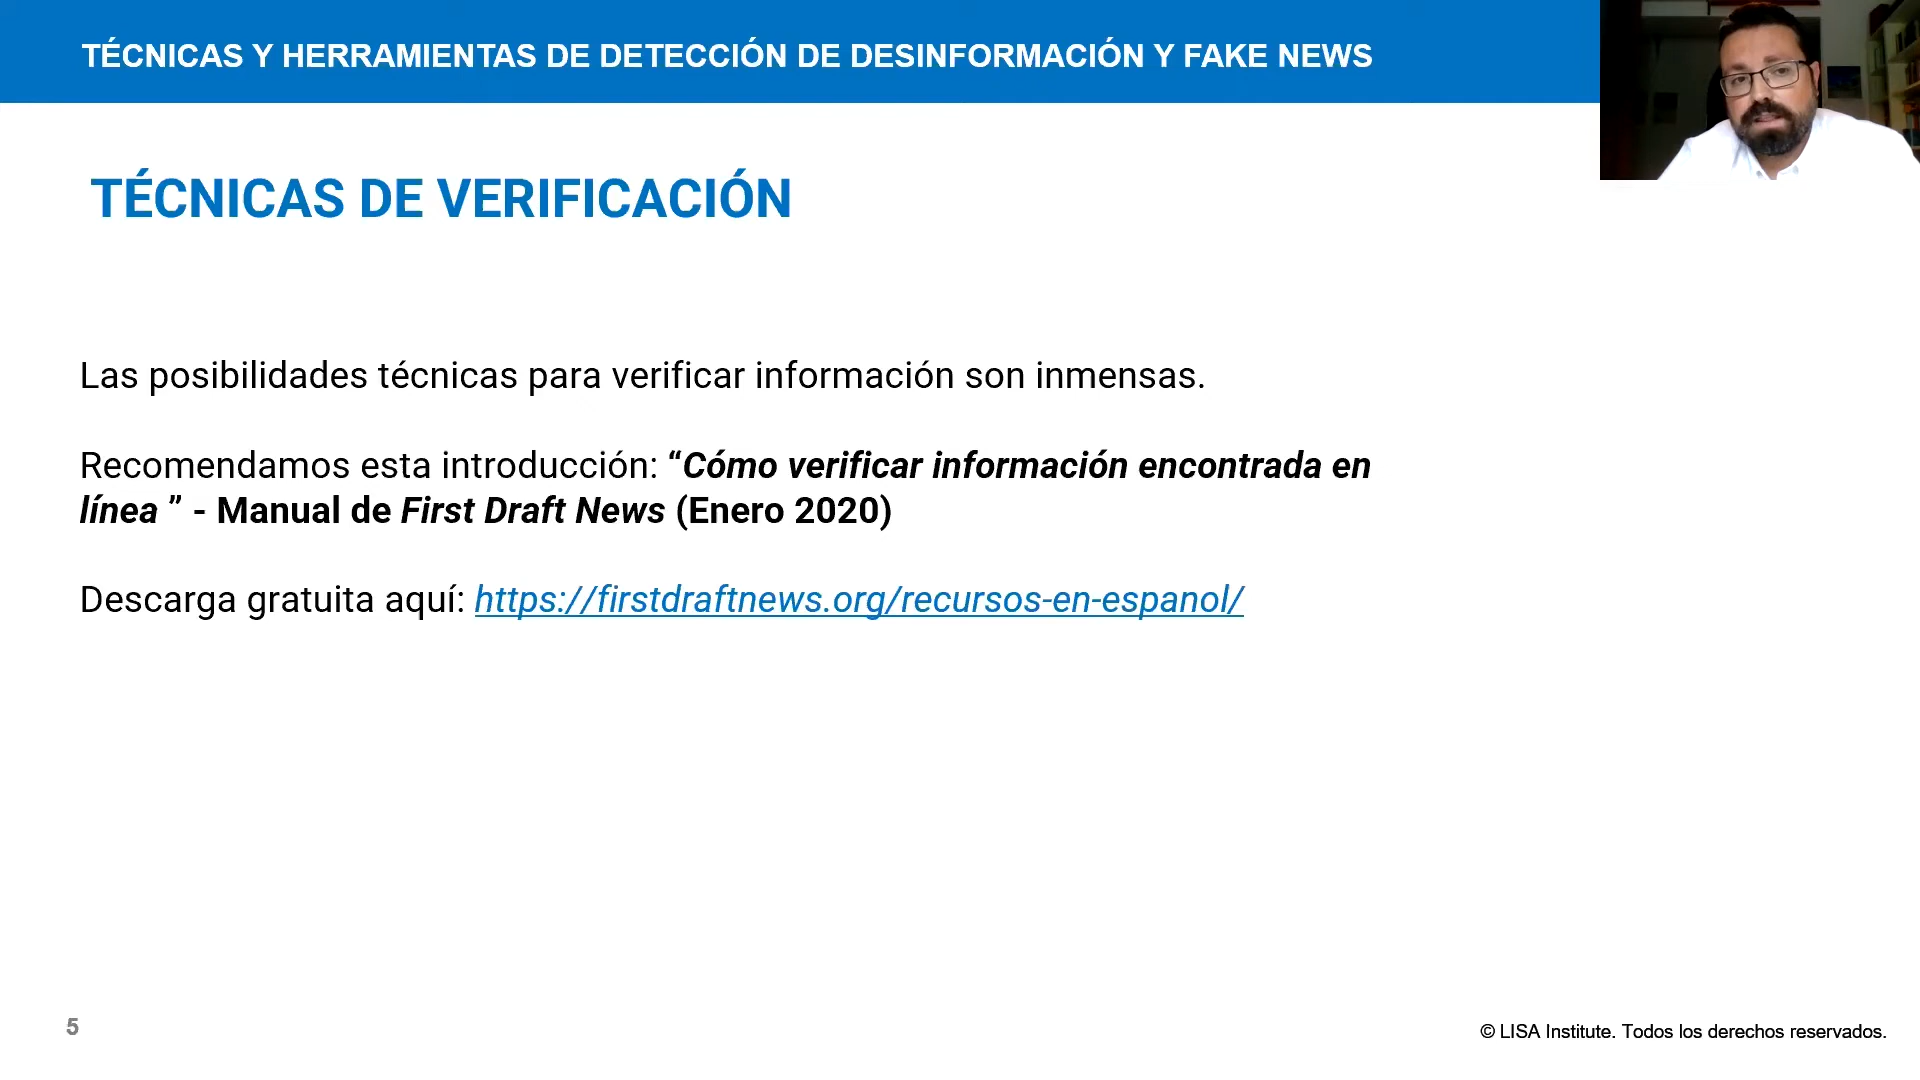 TÉCNICAS Y HERRAMIENTAS DE DETECCIÓN DE DESINFORMACIÓN Y FAKE NEWS
TÉCNICAS DE VERIFICACIÓN
Las posibilidades técnicas para verificar información son inmensas.
Recomendamos esta introducción: “Cómo verificar información encontrada en
línea ” - Manual de First Draft News (Enero 2020)
Descarga gratuita aquí: https://firstdraftnews.org/recursos-en-espanol/
5
© LISA Institute. Todos los derechos reservados.